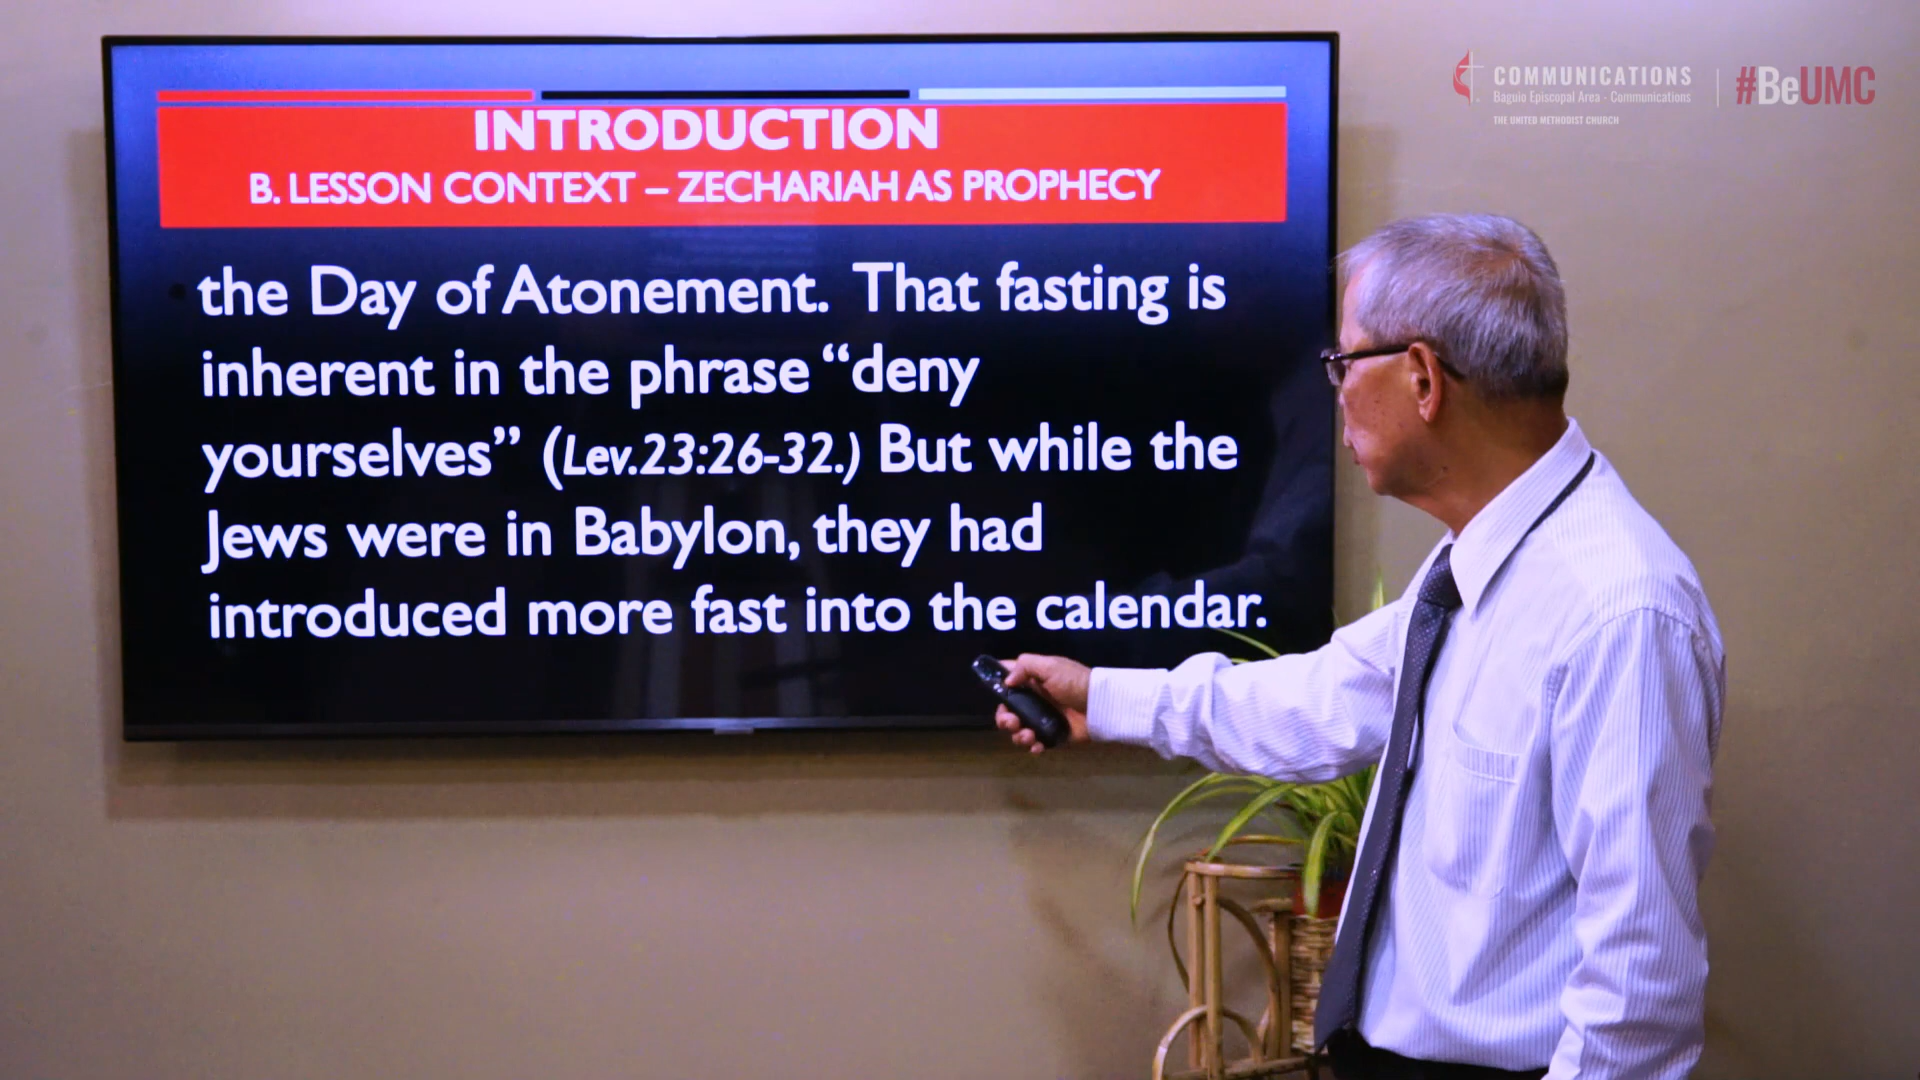 COMMUNICATIONS
Baguio Episcopal Area - Communications
THE UNITED METHODIST CHURCH
#BeUMC
INTRODUCTION
B. LESSON CONTEXT – ZECHARIAH AS PROPHECY
the Day of Atonement. That fasting is
inherent in the phrase “deny
yourselves” (Lev.23:26-32.) But while the
Jews were in Babylon, they had
introduced more fast into the calendar.